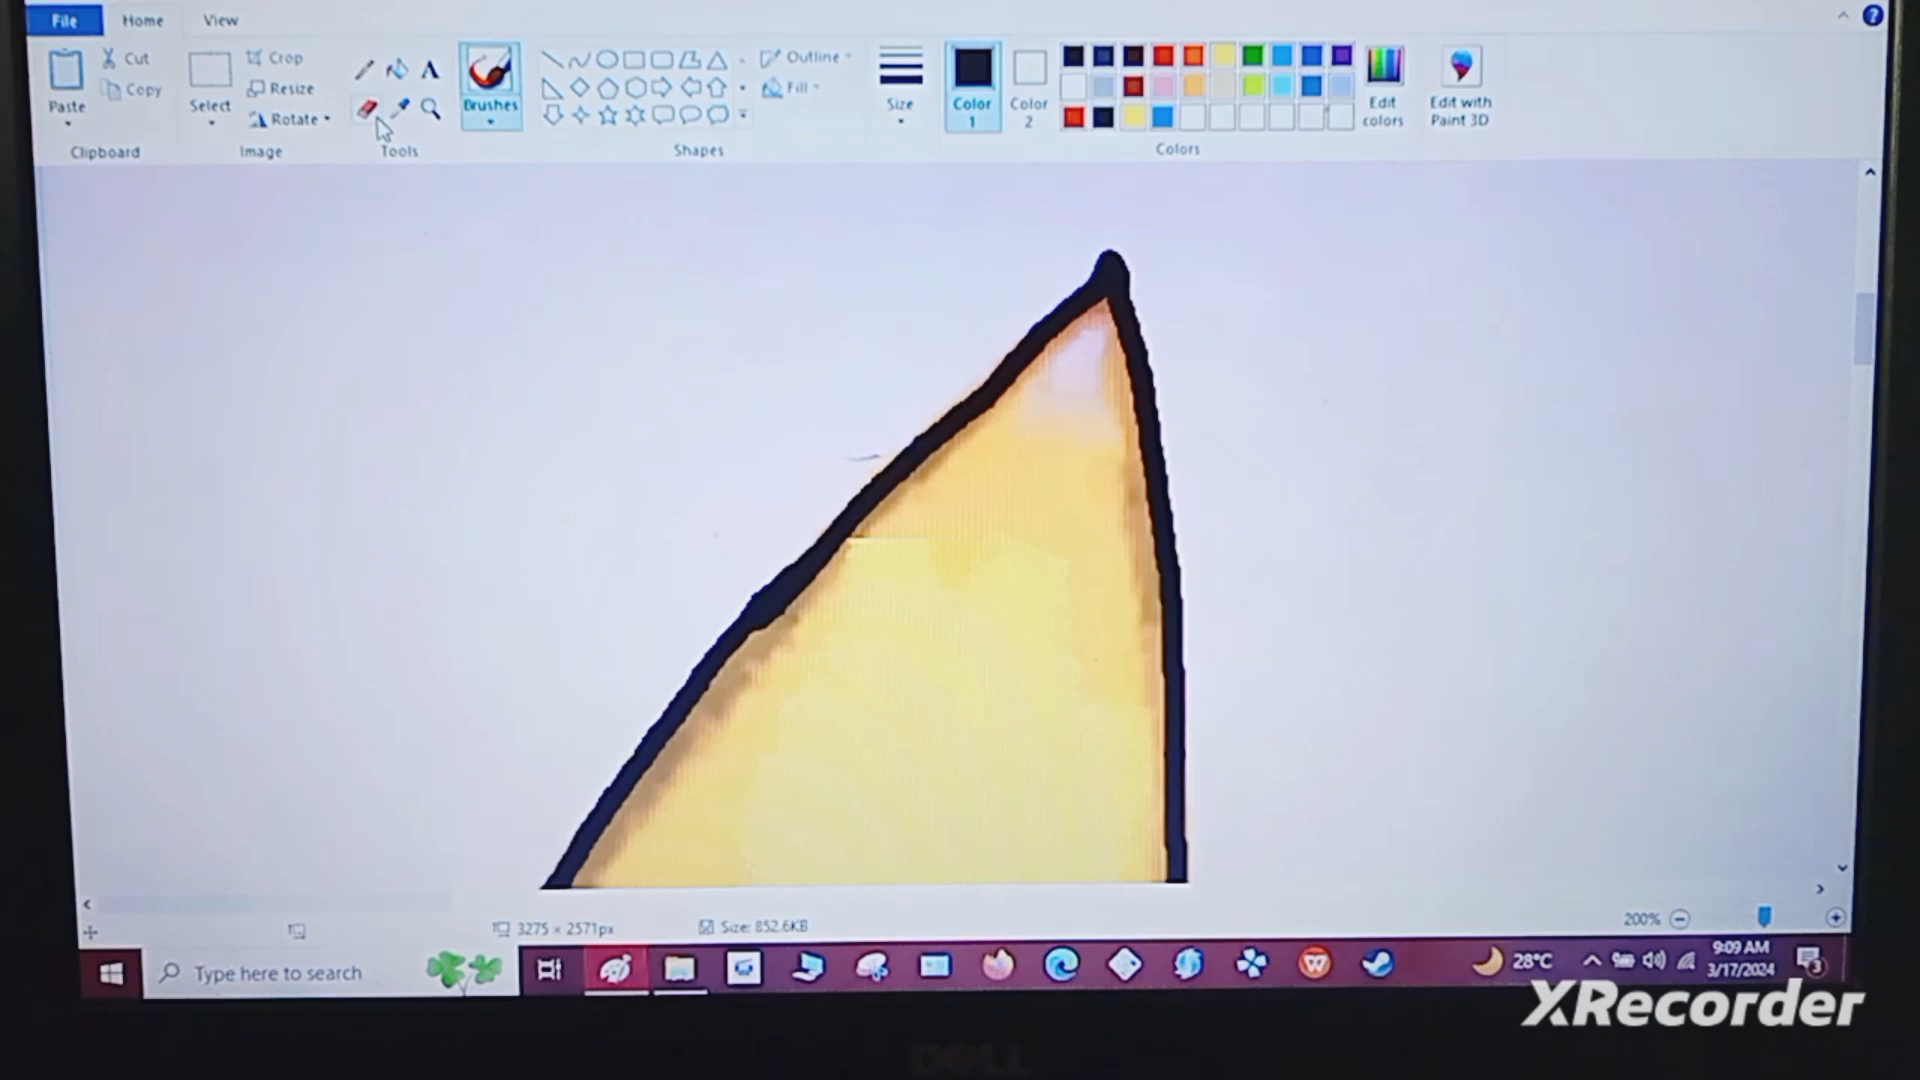 File Home View
Cut
Copy
Paste
Clipboard
Crop
Resize
Rotate
Select
Image
A
Tools
Brushes
Outline
Fill
Shapes
Size
Color 1
Color 2
Colors
Edit colors
Edit with Paint 3D
3275 × 2571px
Size: 852.6KB
200%
Type here to search
28°C
9:09 AM
3/17/2024
3
XRecorder
DELL